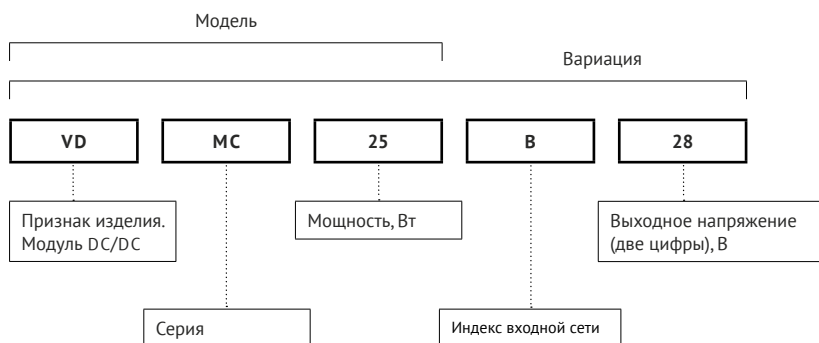 Модель
Вариация
VD MC 25 В 28
Признак изделия.
Модуль DC/DC
Мощность, Вт
Выходное напряжение
(две цифры), В
Серия
Индекс входной сети